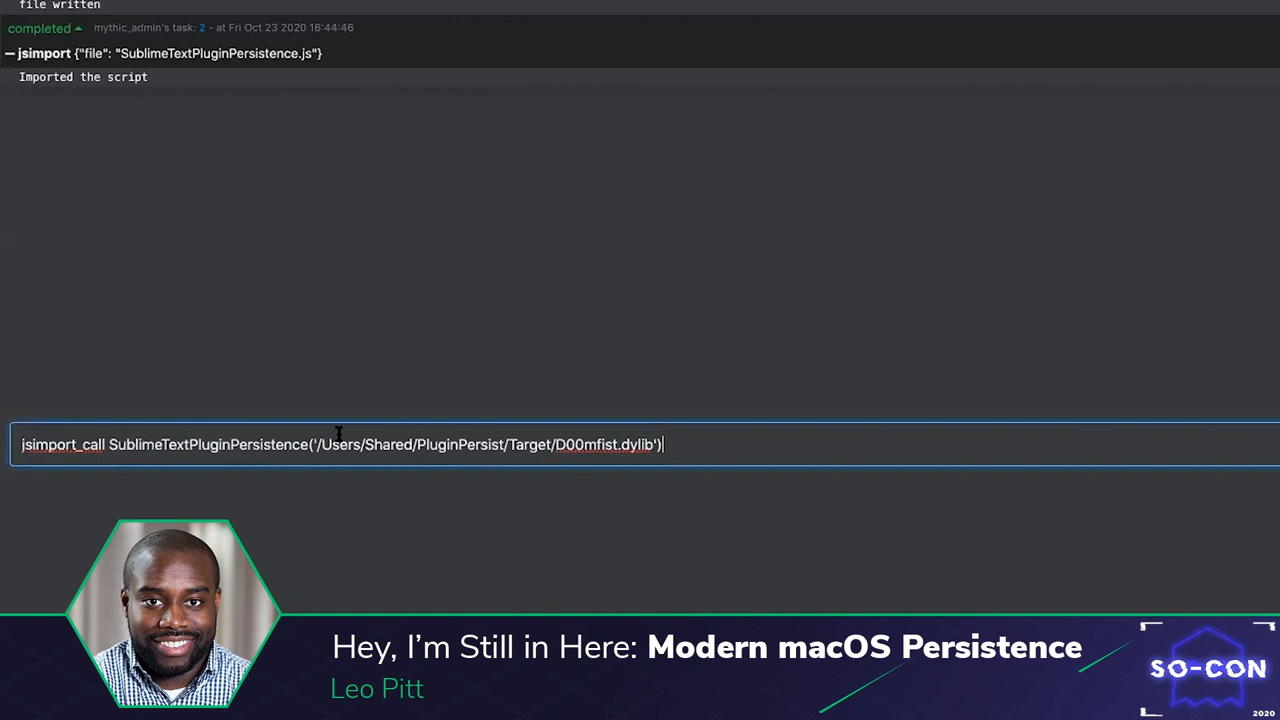 file written
completed mythic_admin's task: 2 - at Fri Oct 23 2020 16:44:46
jsimport {"file": "SublimeTextPluginPersistence.js"}
Imported the script
jsimport_call SublimeTextPluginPersistence('/Users/Shared/PluginPersist/Target/D00mfist.dylib')
Hey, I'm Still in Here: Modern macOS Persistence
Leo Pitt
SO-CON
2020